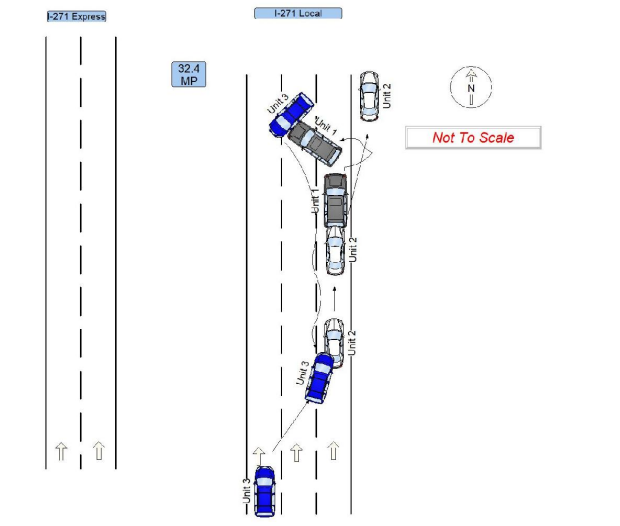 I-271 Express
I-271 Local
32.4
MP
Unit 3
Unit 2
Unit 1
N
Not To Scale
Unit 1
Unit 2
Unit 2
Unit 3
Unit 3